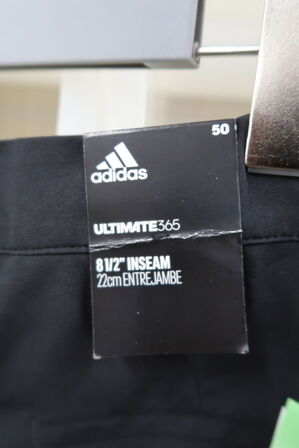 50
adidas
ULTIMATE365
8 1/2" INSEAM
22cm ENTREJAMBE